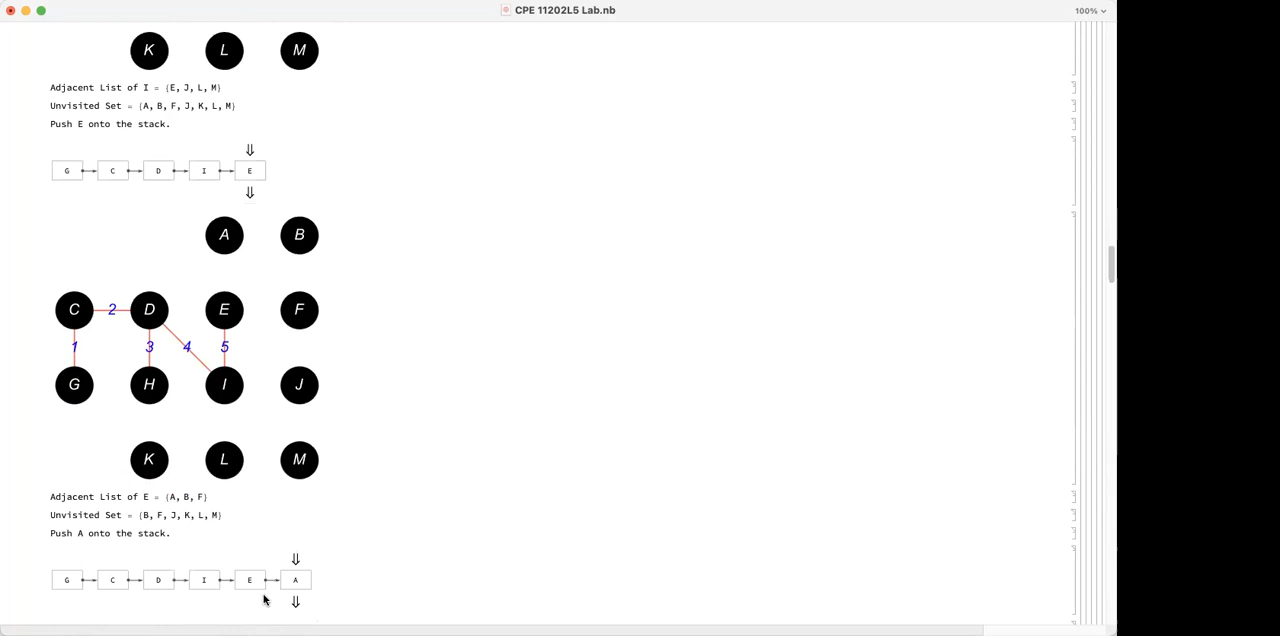 CPE 11202L5 Lab.nb
100%
K L M
Adjacent List of I = {E, J, L, M}
Unvisited Set = {A, B, F, J, K, L, M}
Push E onto the stack.
⇓
G C D I E
⇓
A B
C 2 D E F
1 3 4 5
G H I J
K L M
Adjacent List of E = {A, B, F}
Unvisited Set = {B, F, J, K, L, M}
Push A onto the stack.
⇓
G C D I E A
⇓